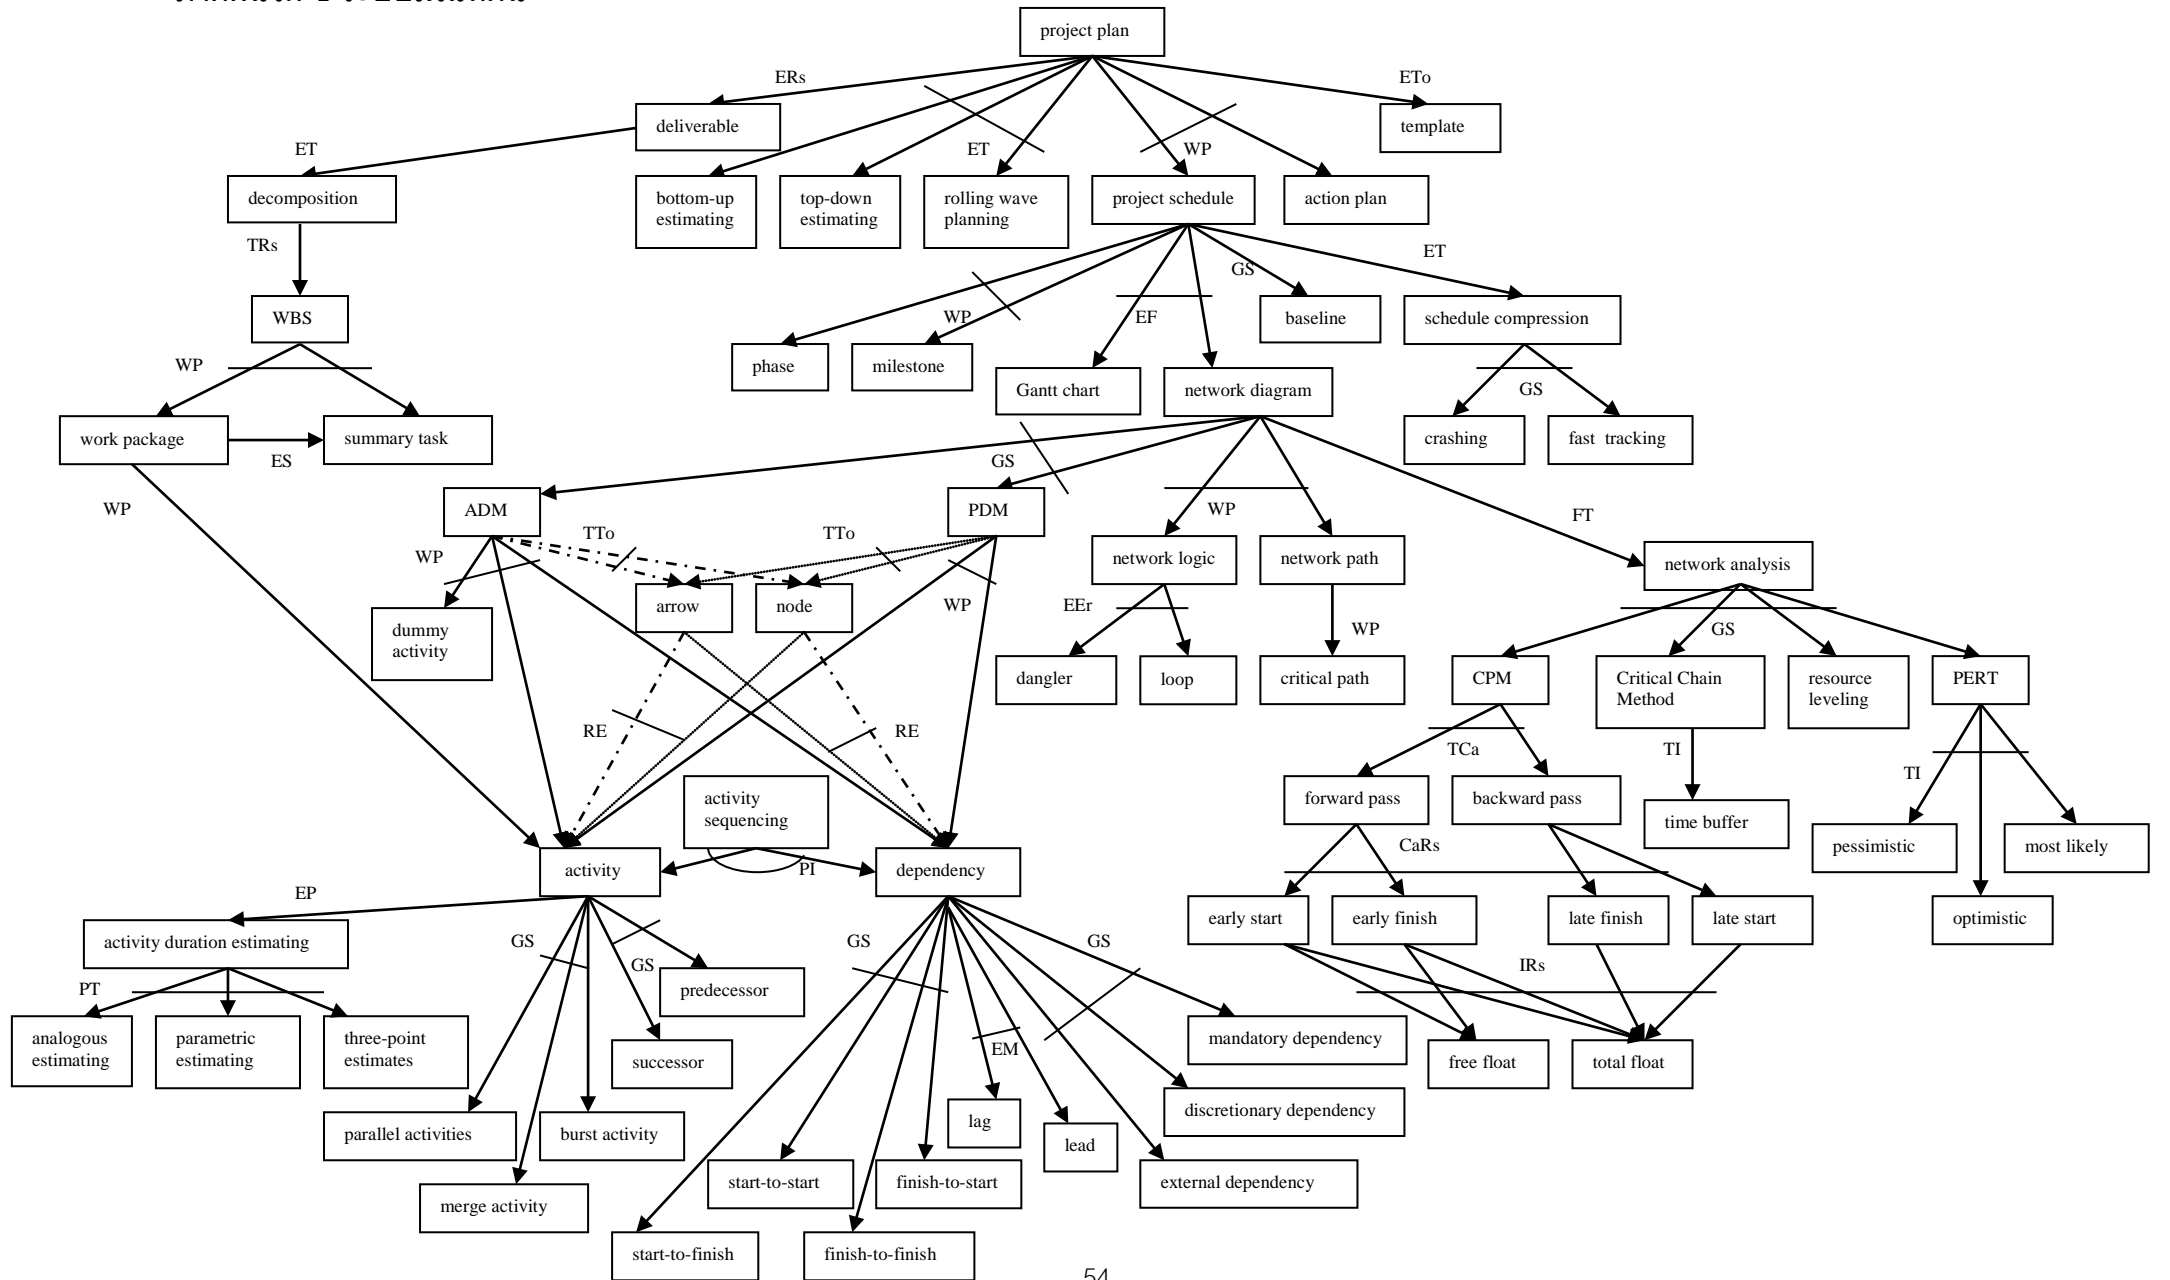 project plan
ERs
ETo
deliverable
template
ET
ET
WP
decomposition
bottom-up
estimating
top-down
estimating
rolling wave
planning
project schedule
action plan
TRs
GS
ET
WBS
WP
EF
baseline
schedule compression
WP
phase
milestone
Gantt chart
network diagram
GS
work package
summary task
crashing
fast tracking
ES
GS
WP
ADM
PDM
WP
FT
TTo
TTo
WP
network logic
network path
network analysis
arrow
node
WP
EEr
WP
GS
dummy
activity
dangler
loop
critical path
CPM
Critical Chain
Method
resource
leveling
PERT
RE
RE
TCa
TI
TI
activity
sequencing
forward pass
backward pass
time buffer
pessimistic
most likely
CaRs
activity
PI
dependency
EP
early start
early finish
late finish
late start
optimistic
activity duration estimating
GS
GS
GS
GS
IRs
PT
predecessor
analogous
estimating
parametric
estimating
three-point
estimates
successor
EM
mandatory dependency
free float
total float
parallel activities
burst activity
lag
lead
discretionary dependency
merge activity
start-to-start
finish-to-start
external dependency
start-to-finish
finish-to-finish
54